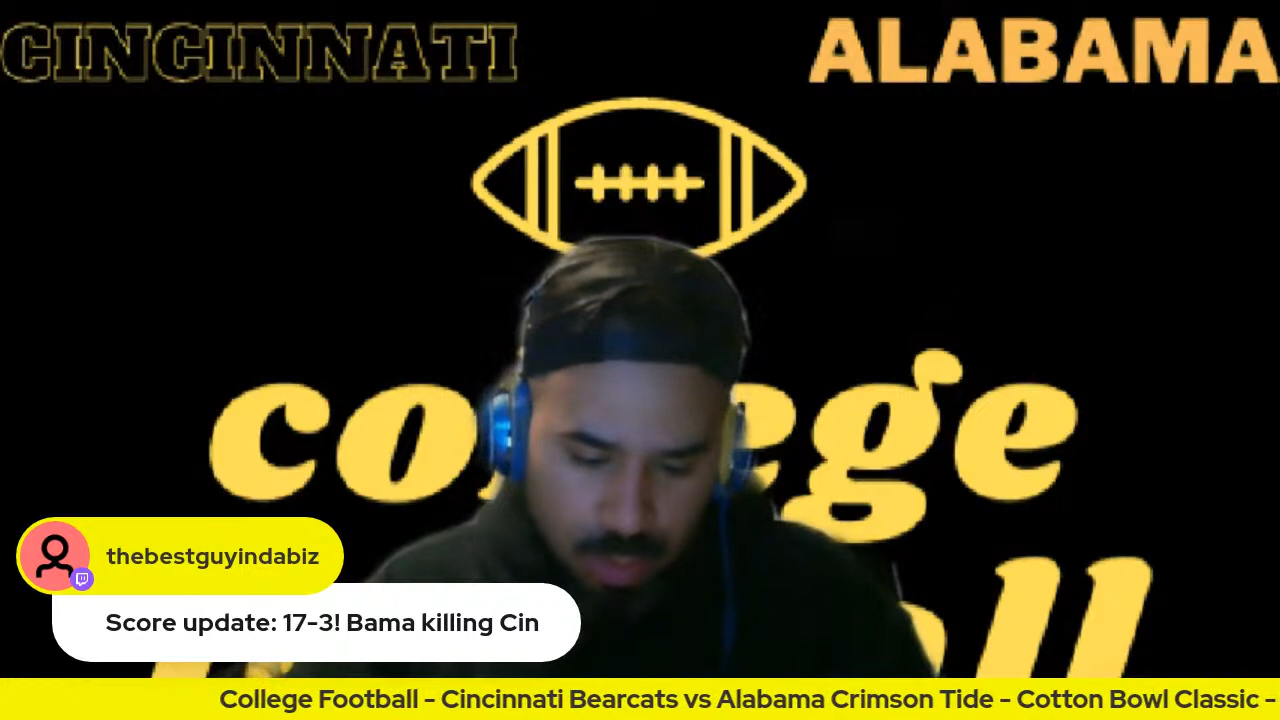 CINCINNATI
ALABAMA
college
thebestguyindabiz
Score update: 17-3! Bama killing Cin
College Football - Cincinnati Bearcats vs Alabama Crimson Tide - Cotton Bowl Classic -